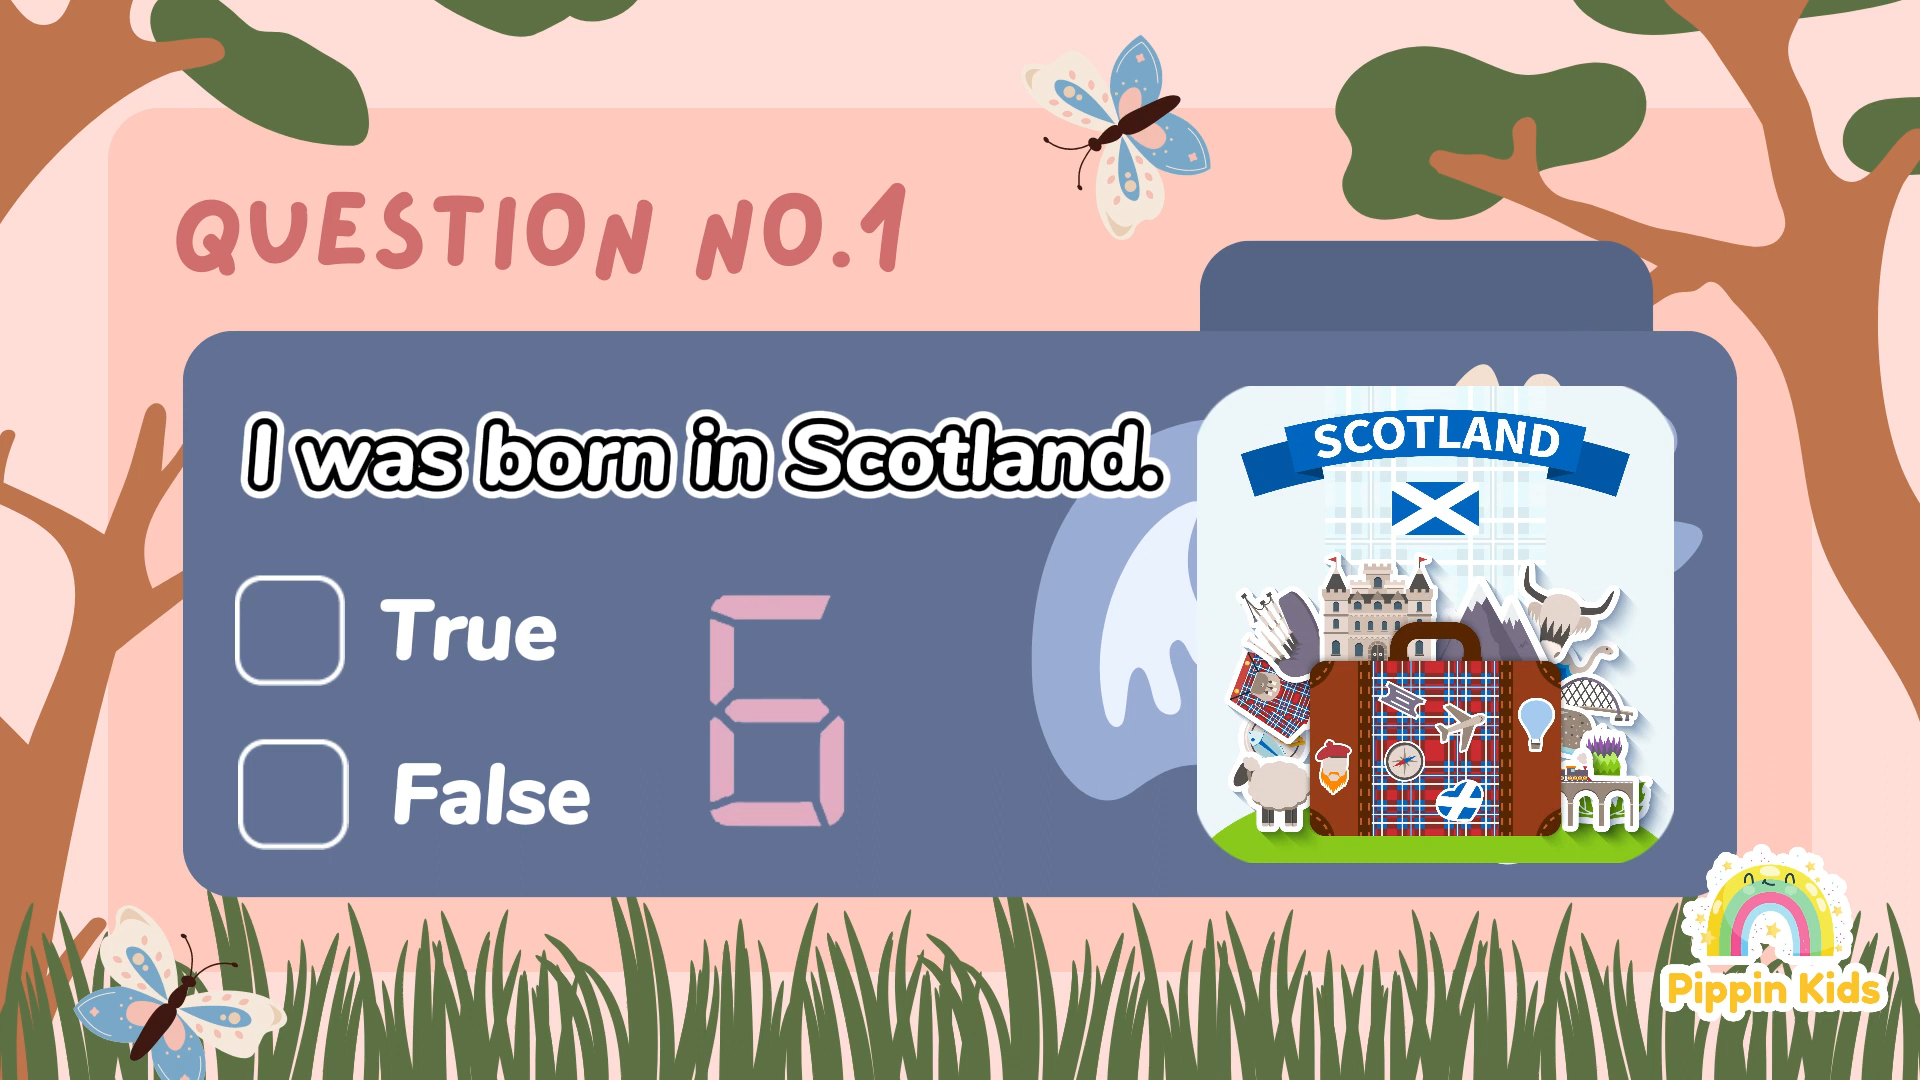 QUESTION NO.1
I was born in Scotland.
SCOTLAND
True
6
False
Pippin Kids